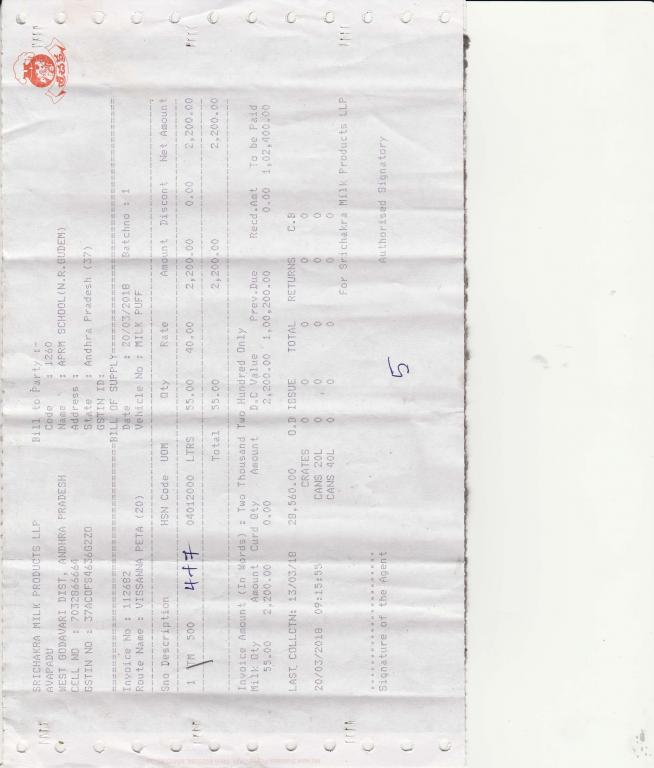 SRICHAKRA MILK PRODUCTS LLP Bill to Party :-
AVAPADU Code : 1260
WEST GODAVARI DIST, ANDHRA PRADESH Name : APRM SCHOOL(N.R.GUDEM)
CELL NO : 7032866664 Address :
GSTIN NO : 37ACOFS4636G2Z0 State : Andhra Pradesh (37)
GSTIN ID:
BILL OF SUPPLY
Invoice No : 112682 Date : 20/03/2018 Batchno : 1
Route Name : VISSANNA PETA (20) Vehicle No : MILK PUFF
Sno Description HSN Code UOM Qty Rate Amount Discont Net Amount
1 TM 500 4+7 04012000 LTRS 55.00 40.00 2,200.00 0.00 2,200.00
Total 55.00 2,200.00 2,200.00
Invoice Amount (In Words) : Two Thousand Two Hundred Only
Milk Qty Amount Curd Qty Amount D.C Value Prev.Due Recd.Amt To be Paid
55.00 2,200.00 0.00 2,200.00 1,00,200.00 0.00 1,02,400.00
LAST COLLCTN: 13/03/18 28,560.00 O.B ISSUE TOTAL RETURNS C.B
CRATES 0 0 0 0 0
20/03/2018 09:15:55 CANS 20L 0 0 0 0 0
CANS 40L 0 0 0 0 0
For Srichakra Milk Products LLP
5
Signature of the Agent Authorised Signatory